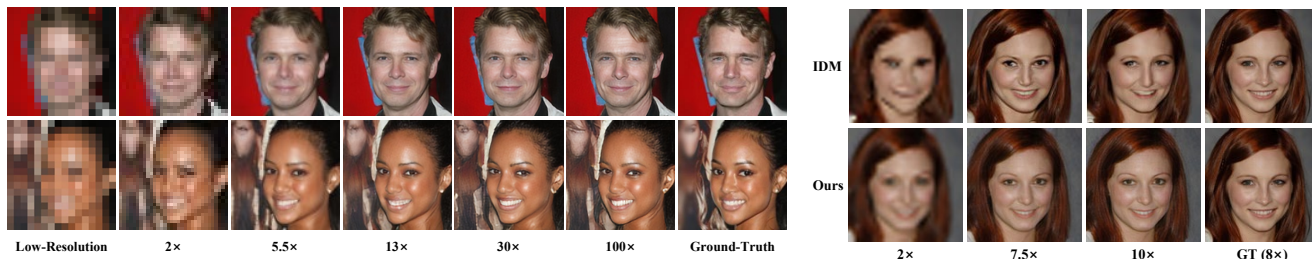 IDM
Ours
Low-Resolution 2× 5.5× 13× 30× 100× Ground-Truth
2× 7.5× 10× GT (8×)